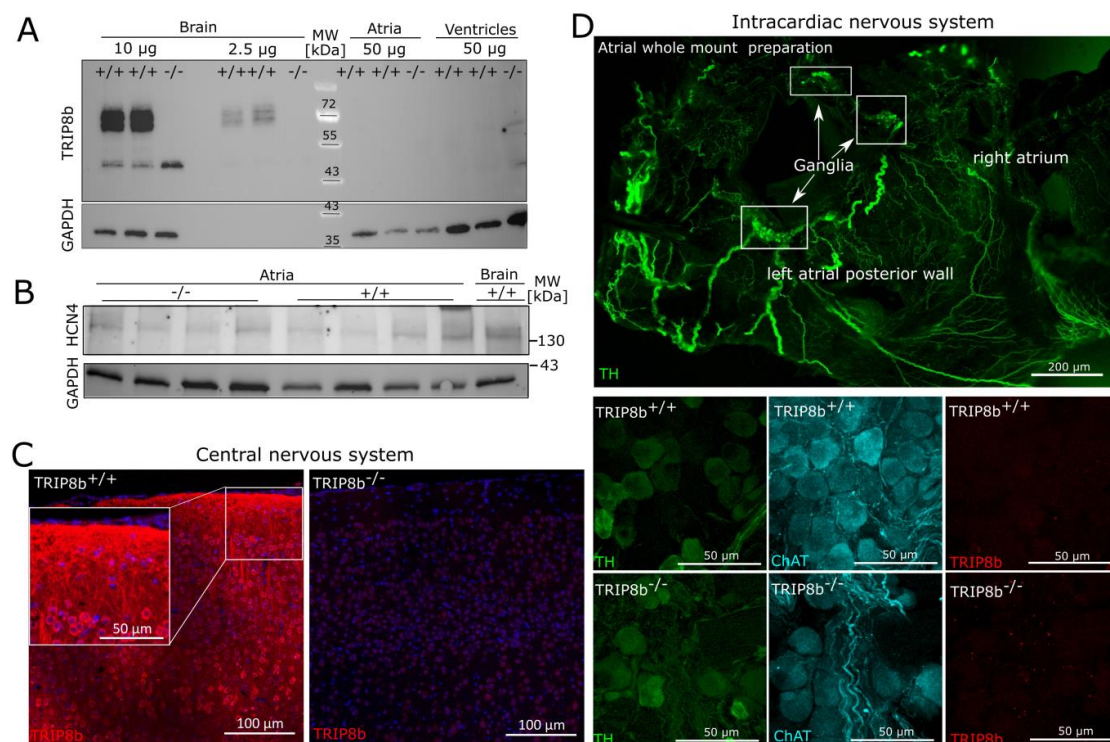 A
Brain
10 µg
2.5 µg
MW
[kDa]
Atria
50 µg
Ventricles
50 µg
+/+ +/+ -/-
+/+ +/+ -/-
+/+ +/+ -/-
+/+ +/+ -/-
TRIP8b
72
55
43
43
35
GAPDH
B
Atria
Brain
MW
[kDa]
-/-
+/+
+/+
HCN4
-130
-43
GAPDH
C
Central nervous system
TRIP8b+/+
50 µm
TRIP8b
100 µm
TRIP8b-/-
100 µm
D
Intracardiac nervous system
Atrial whole mount preparation
Ganglia
right atrium
left atrial posterior wall
TH
200 µm
TRIP8b+/+
TH
50 µm
TRIP8b+/+
ChAT
50 µm
TRIP8b+/+
TRIP8b
50 µm
TRIP8b-/-
TH
50 µm
TRIP8b-/-
ChAT
50 µm
TRIP8b-/-
TRIP8b
50 µm